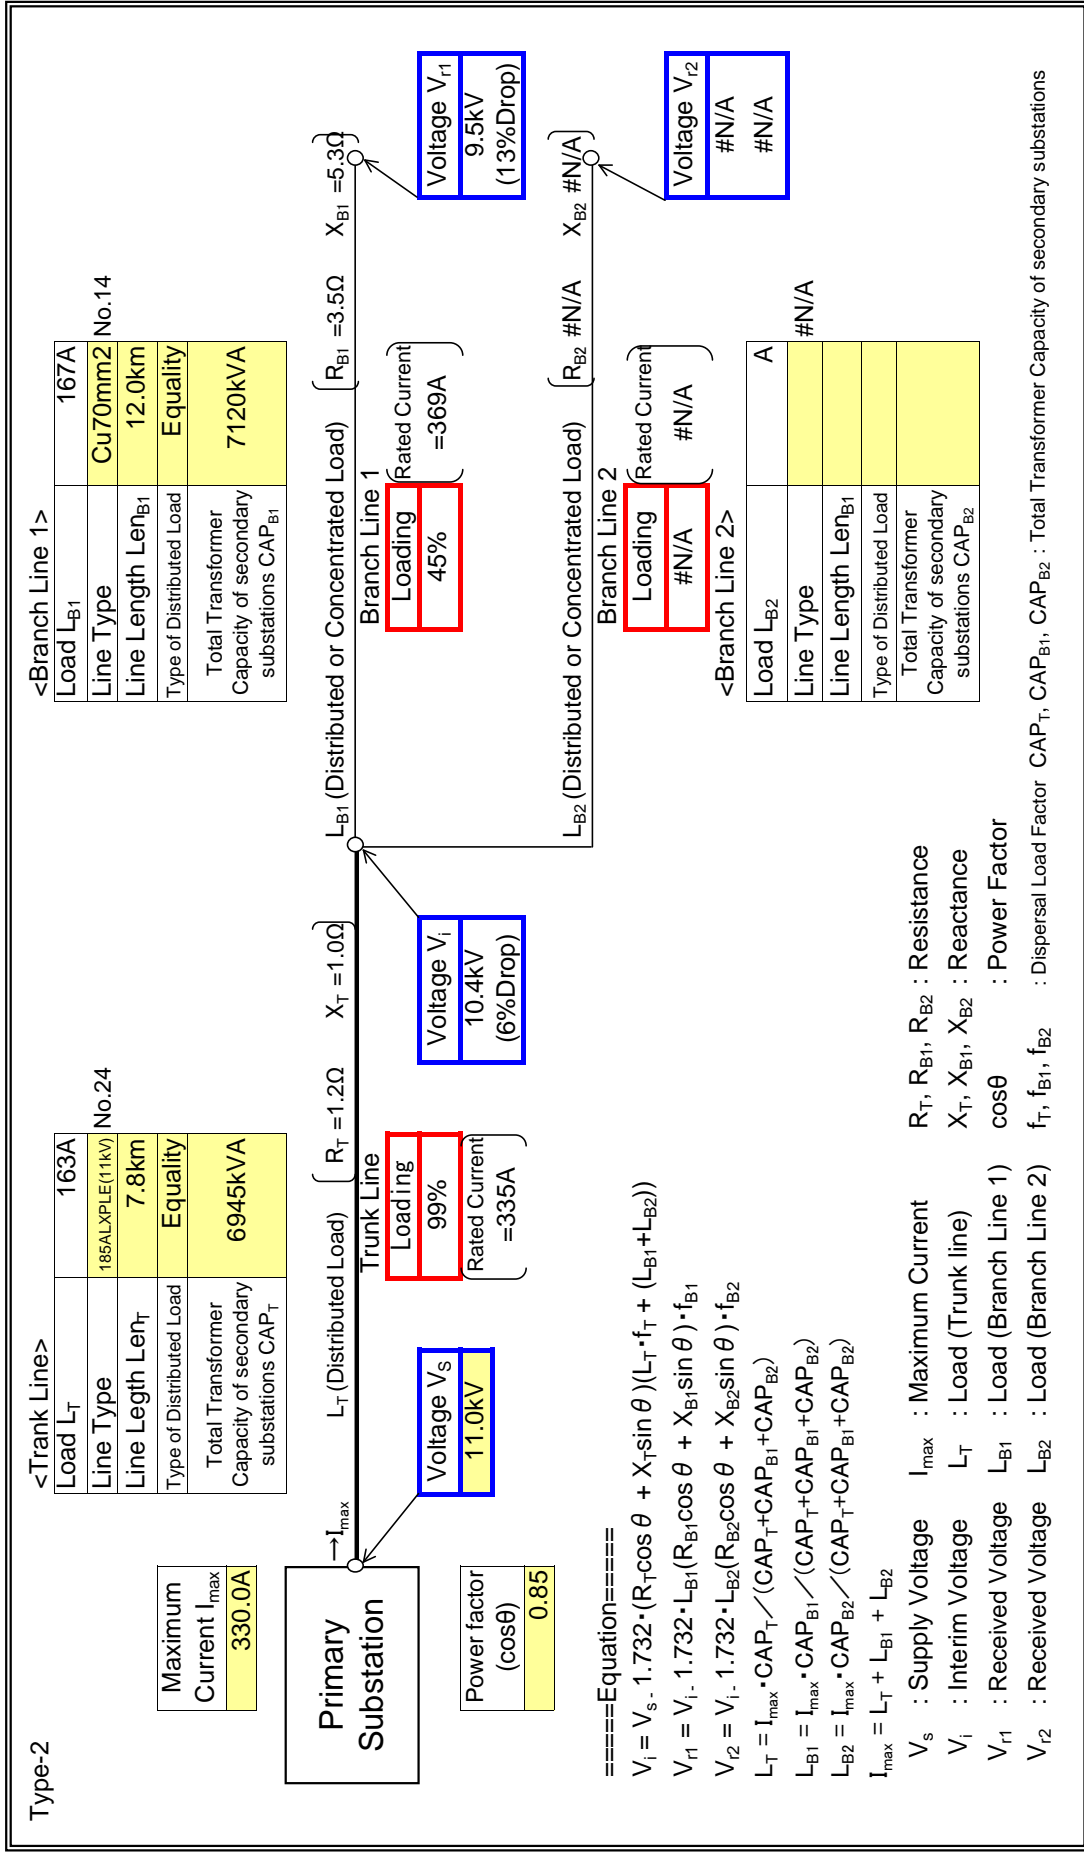 Type-2
<Trank Line>
Load L_T 163A
Line Type 185ALXPLE(11kV) No.24
Line Legth Len_T 7.8km
Type of Distributed Load Equality
Total Transformer
Capacity of secondary
substations CAP_T
6945kVA
<Branch Line 1>
Load L_B1 167A
Line Type Cu70mm2 No.14
Line Length Len_B1 12.0km
Type of Distributed Load Equality
Total Transformer
Capacity of secondary
substations CAP_B1
7120kVA
Maximum
Current I_max
330.0A
Primary
Substation
→I_max
Power factor
(cosθ)
0.85
Voltage V_S
11.0kV
L_T (Distributed Load)
R_T =1.2Ω X_T =1.0Ω
Trunk Line
Loading
99%
Rated Current
=335A
Voltage V_i
10.4kV
(6%Drop)
L_B1 (Distributed or Concentrated Load)
R_B1 =3.5Ω X_B1 =5.3Ω
Branch Line 1
Loading
45%
Rated Current
=369A
Voltage V_r1
9.5kV
(13%Drop)
L_B2 (Distributed or Concentrated Load)
R_B2 #N/A X_B2 #N/A
Branch Line 2
Loading
#N/A
Rated Current
#N/A
Voltage V_r2
#N/A
#N/A
<Branch Line 2>
Load L_B2 A
Line Type #N/A
Line Length Len_B1
Type of Distributed Load
Total Transformer
Capacity of secondary
substations CAP_B2
=====Equation=====
V_i = V_s - 1.732・(R_T cos θ + X_T sin θ)(L_T・f_T + (L_B1+L_B2))
V_r1 = V_i - 1.732・L_B1(R_B1 cos θ + X_B1 sin θ)・f_B1
V_r2 = V_i - 1.732・L_B2(R_B2 cos θ + X_B2 sin θ)・f_B2
L_T = I_max・CAP_T／(CAP_T+CAP_B1+CAP_B2)
L_B1 = I_max・CAP_B1／(CAP_T+CAP_B1+CAP_B2)
L_B2 = I_max・CAP_B2／(CAP_T+CAP_B1+CAP_B2)
I_max = L_T + L_B1 + L_B2
V_s : Supply Voltage I_max : Maximum Current R_T, R_B1, R_B2 : Resistance
V_i : Interim Voltage L_T : Load (Trunk line) X_T, X_B1, X_B2 : Reactance
V_r1 : Received Voltage L_B1 : Load (Branch Line 1) cosθ : Power Factor
V_r2 : Received Voltage L_B2 : Load (Branch Line 2) f_T, f_B1, f_B2 : Dispersal Load Factor CAP_T, CAP_B1, CAP_B2 : Total Transformer Capacity of secondary substations